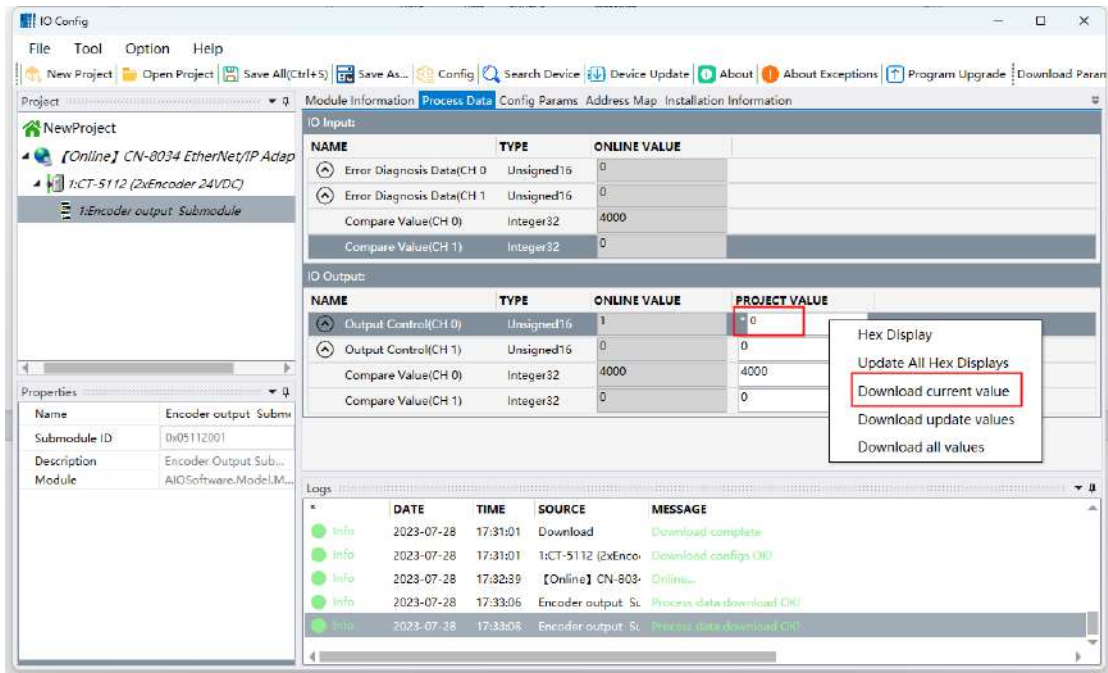 IO Config
File Tool Option Help
New Project Open Project Save All(Ctrl+S) Save As... Config Search Device Device Update About About Exceptions Program Upgrade Download Param
Project
Module Information Process Data Config Params Address Map Installation Information
NewProject
【Online】CN-8034 EtherNet/IP Adap
1:CT-5112 (2xEncoder 24VDC)
1:Encoder output Submodule
IO Input:
NAME TYPE ONLINE VALUE
Error Diagnosis Data(CH 0 Unsigned16 0
Error Diagnosis Data(CH 1 Unsigned16 0
Compare Value(CH 0) Integer32 4000
Compare Value(CH 1) Integer32 0
IO Output:
NAME TYPE ONLINE VALUE PROJECT VALUE
Output Control(CH 0) Unsigned16 1 * 0
Output Control(CH 1) Unsigned16 0 0
Compare Value(CH 0) Integer32 4000 4000
Compare Value(CH 1) Integer32 0 0
Hex Display
Update All Hex Displays
Download current value
Download update values
Download all values
Properties
Name Encoder output Submo
Submodule ID 0x05112001
Description Encoder Output Sub...
Module AIOSoftware.Model.M...
Logs
* DATE TIME SOURCE MESSAGE
Info 2023-07-28 17:31:01 Download Download complete
Info 2023-07-28 17:31:01 1:CT-5112 (2xEnco Download configs OK!
Info 2023-07-28 17:32:39 【Online】CN-803 Online...
Info 2023-07-28 17:33:06 Encoder output Su Process data download OK!
Info 2023-07-28 17:33:08 Encoder output Su Process data download OK!